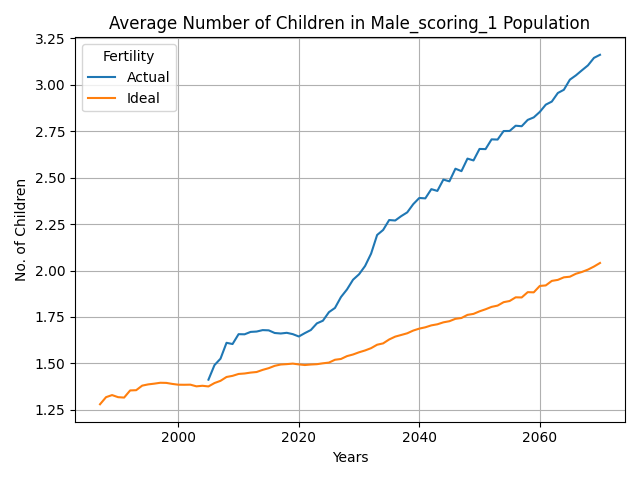 Average Number of Children in Male_scoring_1 Population
3.25
3.00
2.75
2.50
2.25
2.00
1.75
1.50
1.25
No. of Children
Fertility
Actual
Ideal
2000
2020
2040
2060
Years